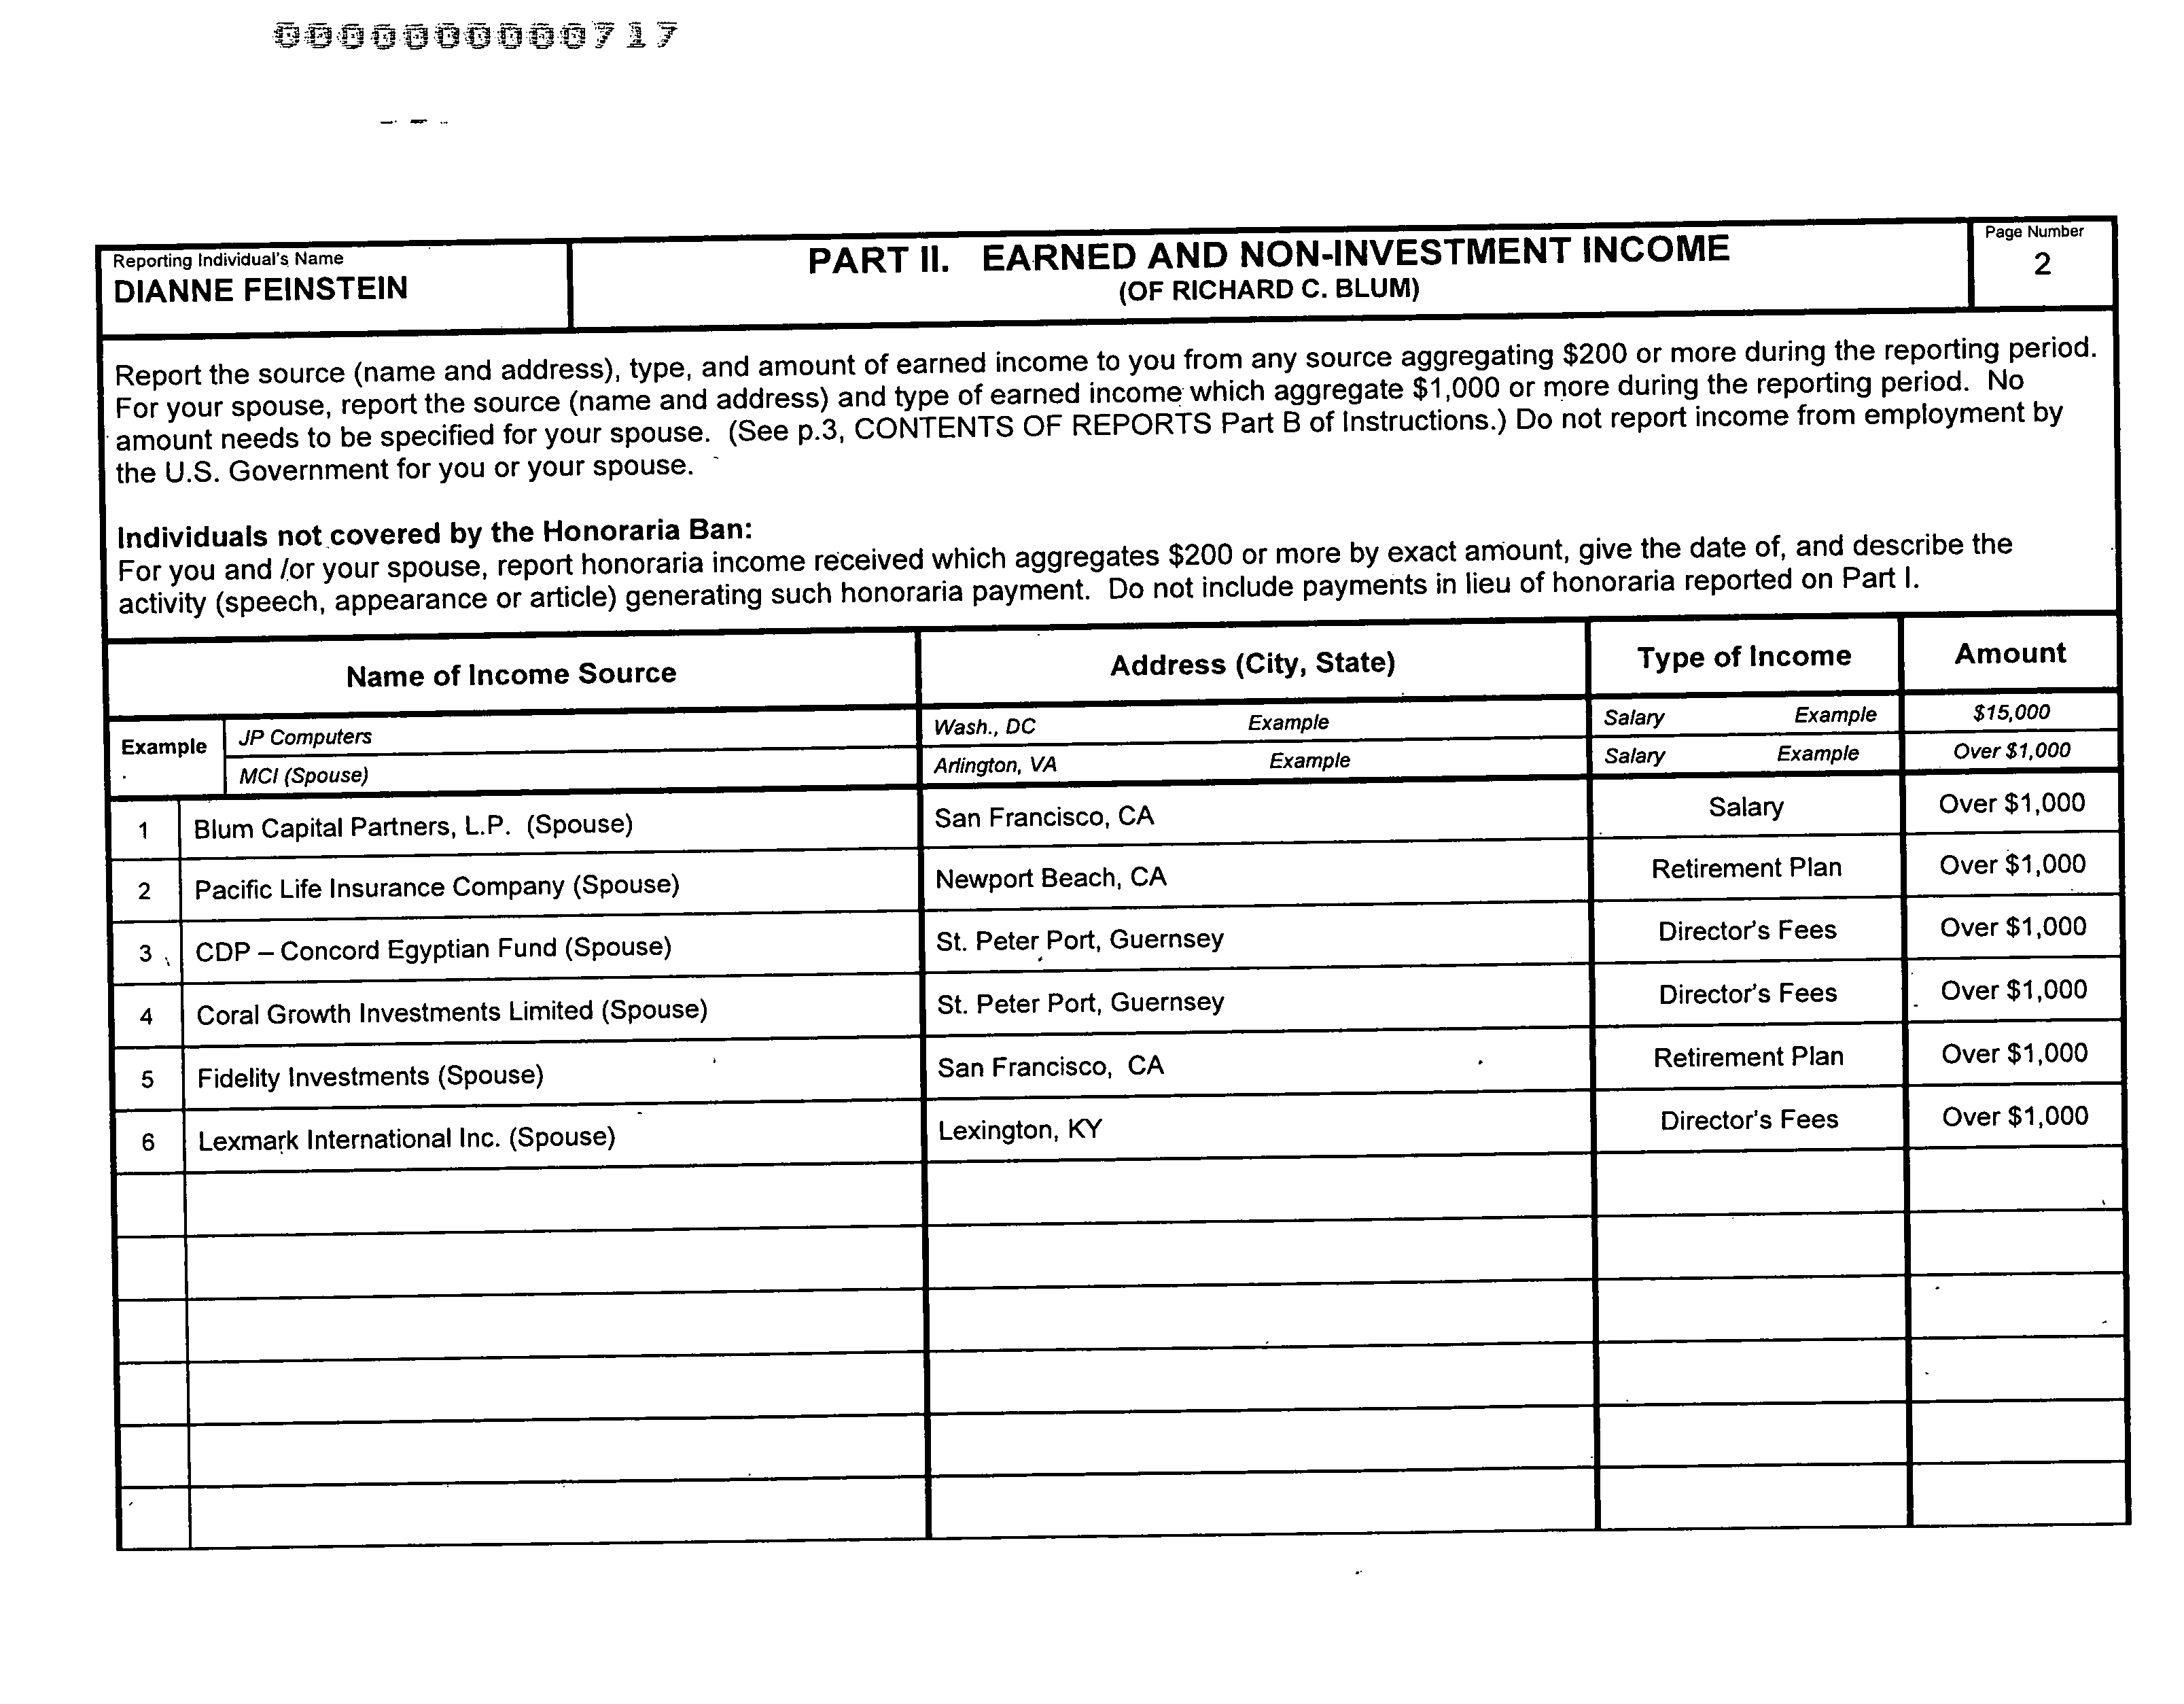 0000000000717
Reporting Individual's Name
DIANNE FEINSTEIN
PART II. EARNED AND NON-INVESTMENT INCOME
(OF RICHARD C. BLUM)
Page Number
2
Report the source (name and address), type, and amount of earned income to you from any source aggregating $200 or more during the reporting period.
For your spouse, report the source (name and address) and type of earned income which aggregate $1,000 or more during the reporting period. No
amount needs to be specified for your spouse. (See p.3, CONTENTS OF REPORTS Part B of Instructions.) Do not report income from employment by
the U.S. Government for you or your spouse.
Individuals not covered by the Honoraria Ban:
For you and /or your spouse, report honoraria income received which aggregates $200 or more by exact amount, give the date of, and describe the
activity (speech, appearance or article) generating such honoraria payment. Do not include payments in lieu of honoraria reported on Part I.
Name of Income Source Address (City, State) Type of Income Amount
Example JP Computers Wash., DC Example Salary Example $15,000
MCI (Spouse) Arlington, VA Example Salary Example Over $1,000
1 Blum Capital Partners, L.P. (Spouse) San Francisco, CA Salary Over $1,000
2 Pacific Life Insurance Company (Spouse) Newport Beach, CA Retirement Plan Over $1,000
3 CDP – Concord Egyptian Fund (Spouse) St. Peter Port, Guernsey Director's Fees Over $1,000
4 Coral Growth Investments Limited (Spouse) St. Peter Port, Guernsey Director's Fees Over $1,000
5 Fidelity Investments (Spouse) San Francisco, CA Retirement Plan Over $1,000
6 Lexmark International Inc. (Spouse) Lexington, KY Director's Fees Over $1,000